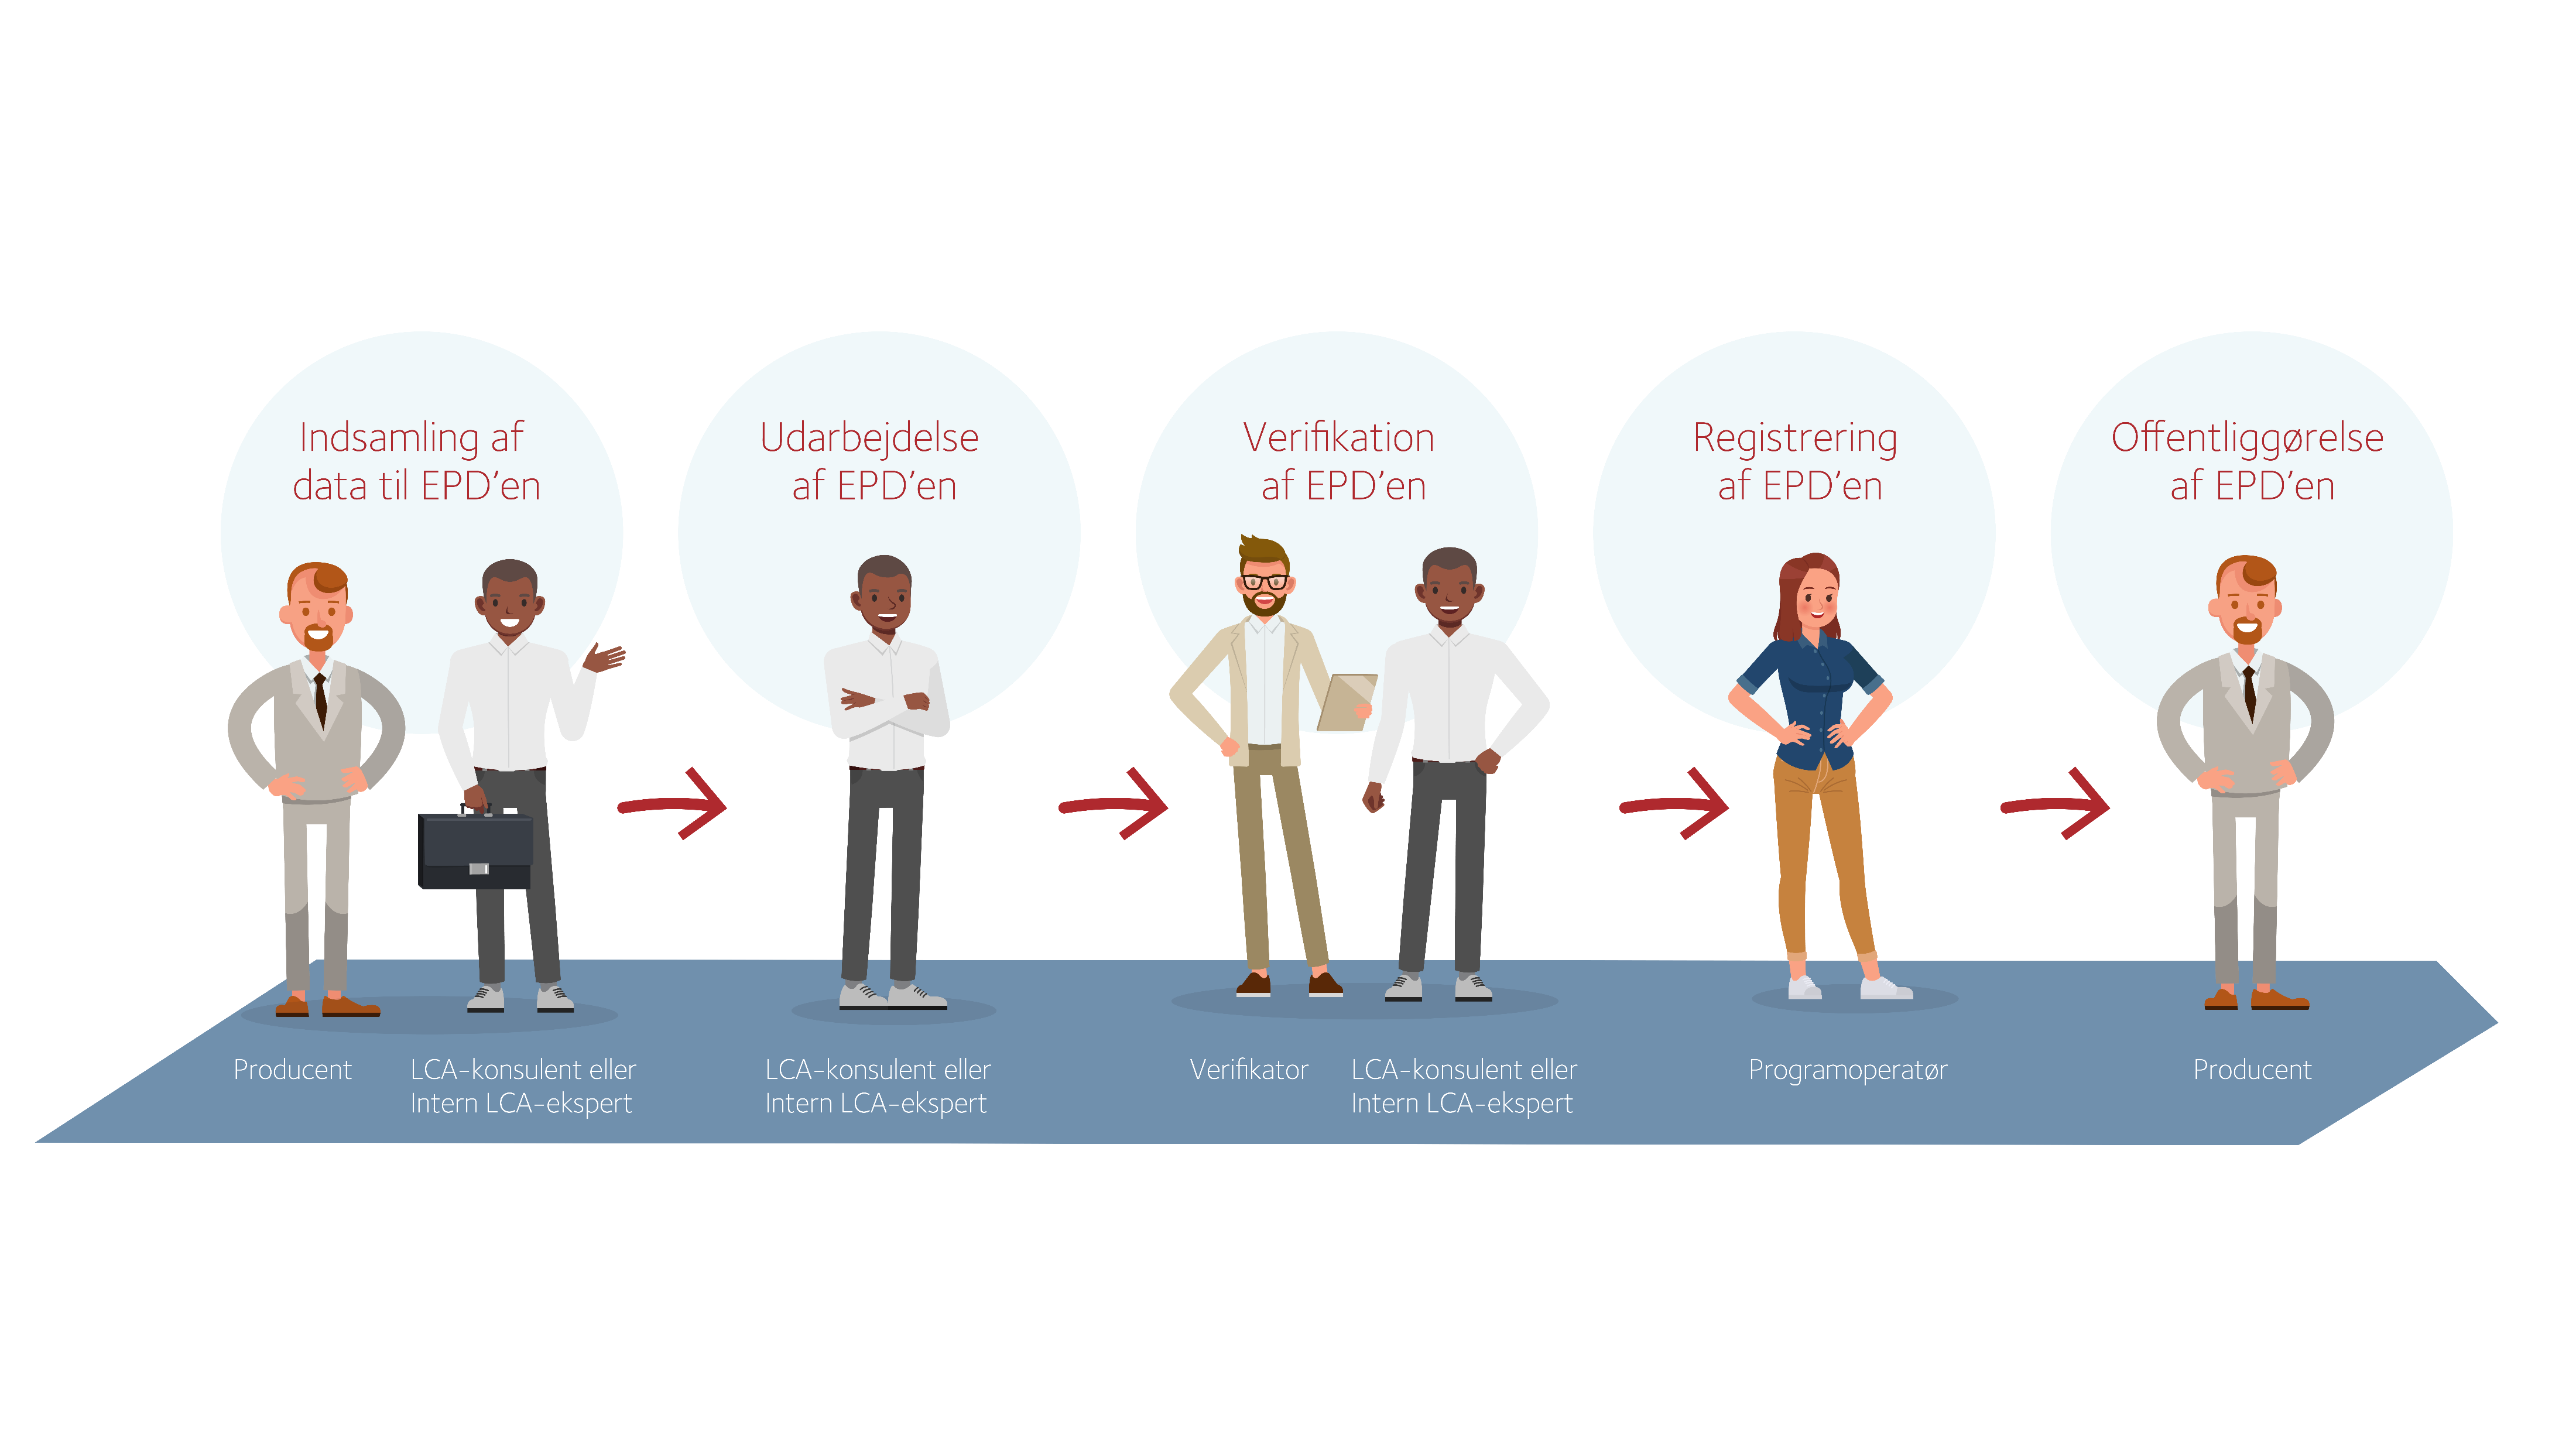 Indsamling af
data til EPD’en
Udarbejdelse
af EPD’en
Verifikation
af EPD’en
Registrering
af EPD’en
Offentliggørelse
af EPD’en
Producent
LCA-konsulent eller
Intern LCA-ekspert
LCA-konsulent eller
Intern LCA-ekspert
Verifikator
LCA-konsulent eller
Intern LCA-ekspert
Programoperatør
Producent